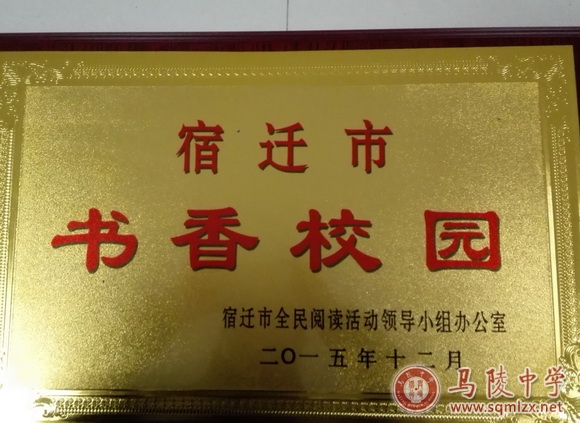 宿迁市
书香校园
宿迁市全民阅读活动领导小组办公室
二〇一五年十二月
马陵中学
www.sqmlzx.net